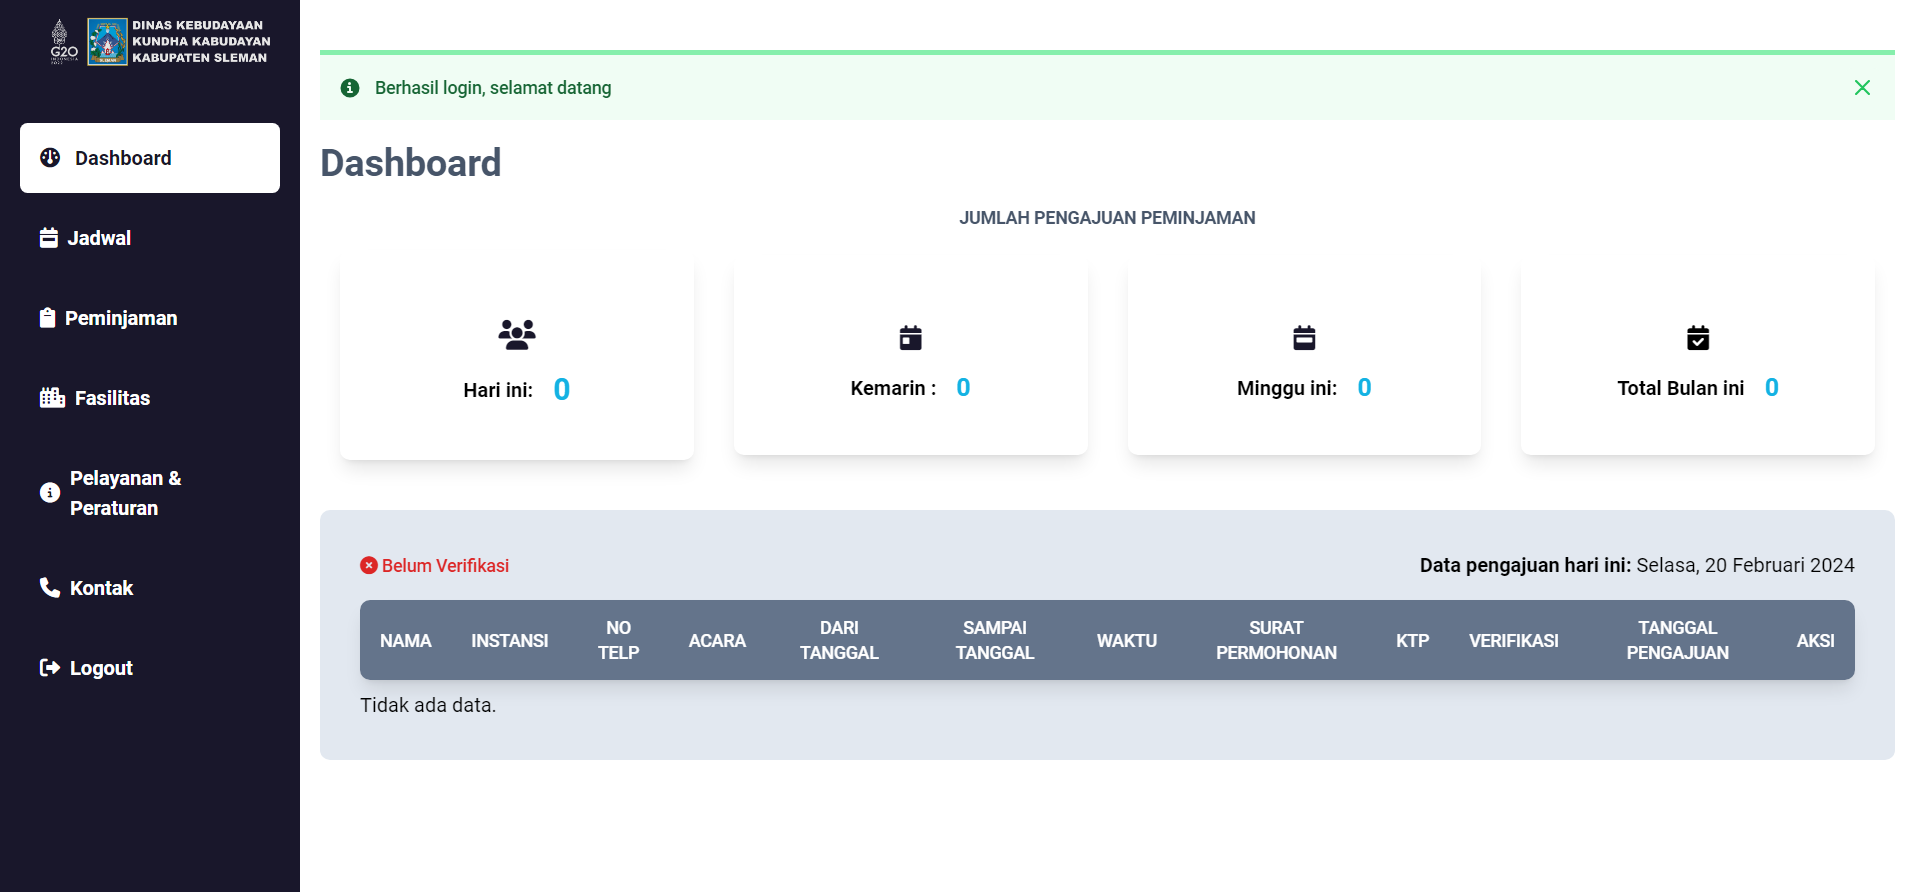 G20
DINAS KEBUDAYAAN
KUNDHA KABUDAYAN
KABUPATEN SLEMAN
Dashboard
Jadwal
Peminjaman
Fasilitas
Pelayanan &
Peraturan
Kontak
Logout
Berhasil login, selamat datang
Dashboard
JUMLAH PENGAJUAN PEMINJAMAN
Hari ini: 0
Kemarin : 0
Minggu ini: 0
Total Bulan ini 0
Belum Verifikasi
Data pengajuan hari ini: Selasa, 20 Februari 2024
NAMA
INSTANSI
NO
TELP
ACARA
DARI
TANGGAL
SAMPAI
TANGGAL
WAKTU
SURAT
PERMOHONAN
KTP
VERIFIKASI
TANGGAL
PENGAJUAN
AKSI
Tidak ada data.